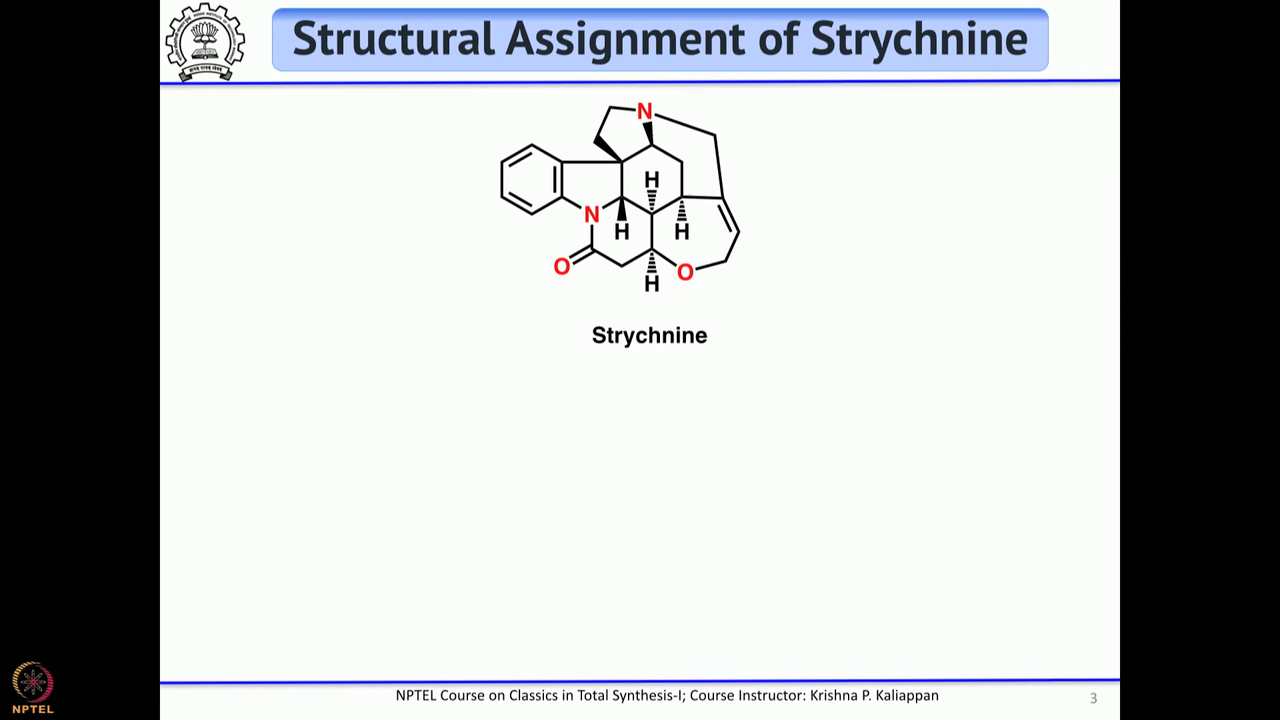 Structural Assignment of Strychnine
N
H
N
H
H
O
O
H
Strychnine
NPTEL Course on Classics in Total Synthesis-I; Course Instructor: Krishna P. Kaliappan
3
NPTEL